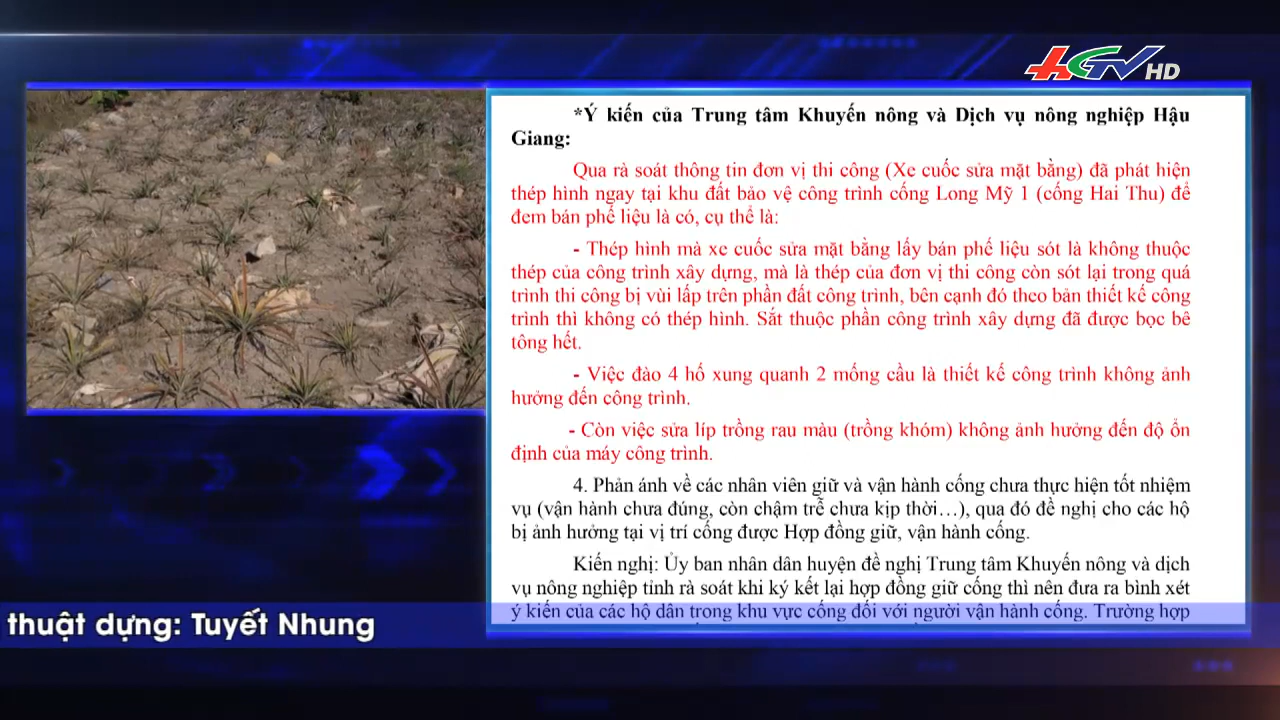 HGTV HD
*Ý kiến của Trung tâm Khuyến nông và Dịch vụ nông nghiệp Hậu
Giang:
Qua rà soát thông tin đơn vị thi công (Xe cuốc sửa mặt bằng) đã phát hiện
thép hình ngay tại khu đất bảo vệ công trình cống Long Mỹ 1 (cống Hai Thu) để
đem bán phế liệu là có, cụ thể là:
- Thép hình mà xe cuốc sửa mặt bằng lấy bán phế liệu sót là không thuộc
thép của công trình xây dựng, mà là thép của đơn vị thi công còn sót lại trong quá
trình thi công bị vùi lấp trên phần đất công trình, bên cạnh đó theo bản thiết kế công
trình thì không có thép hình. Sắt thuộc phần công trình xây dựng đã được bọc bê
tông hết.
- Việc đào 4 hố xung quanh 2 mống cầu là thiết kế công trình không ảnh
hưởng đến công trình.
- Còn việc sửa líp trồng rau màu (trồng khóm) không ảnh hưởng đến độ ổn
định của máy công trình.
4. Phản ánh về các nhân viên giữ và vận hành cống chưa thực hiện tốt nhiệm
vụ (vận hành chưa đúng, còn chậm trễ chưa kịp thời…), qua đó đề nghị cho các hộ
bị ảnh hưởng tại vị trí cống được Hợp đồng giữ, vận hành cống.
Kiến nghị: Ủy ban nhân dân huyện đề nghị Trung tâm Khuyến nông và dịch
vụ nông nghiệp tỉnh rà soát khi ký kết lại hợp đồng giữ cống thì nên đưa ra bình xét
ý kiến của các hộ dân trong khu vực cống đối với người vận hành cống. Trường hợp
thuật dựng: Tuyết Nhung